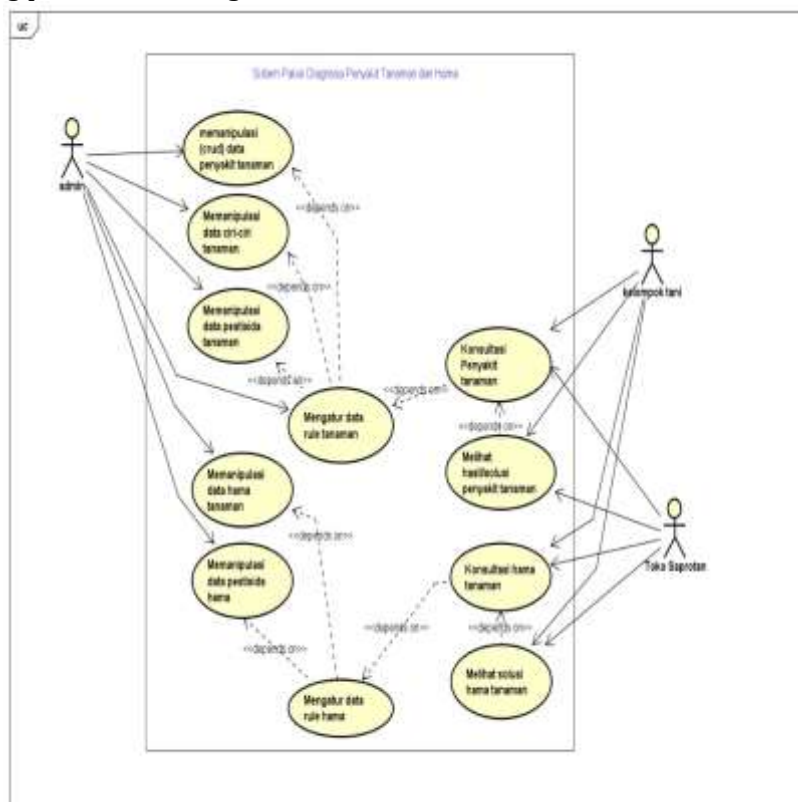 uc
Sistem Pakar Diagnosa Penyakit Tanaman dan Hama
memanipulasi
(crud) data
penyakit tanaman
admin
<<depends on>>
Memanipulasi
data ciri-ciri
tanaman
<<depends on>>
kelompok tani
Memanipulasi
data pestisida
tanaman
Konsultasi
Penyakit
tanaman
<<depends on>>
<<depends on>>
Mengatur data
rule tanaman
<<depends on>>
Melihat
hasil/solusi
penyakit tanaman
Memanipulasi
data hama
tanaman
<<depends on>>
Memanipulasi
data pestisida
hama
Konsultasi hama
tanaman
Toko Saprotan
<<depends on>>
<<depends on>>
<<depends on>>
Melihat solusi
hama tanaman
Mengatur data
rule hama